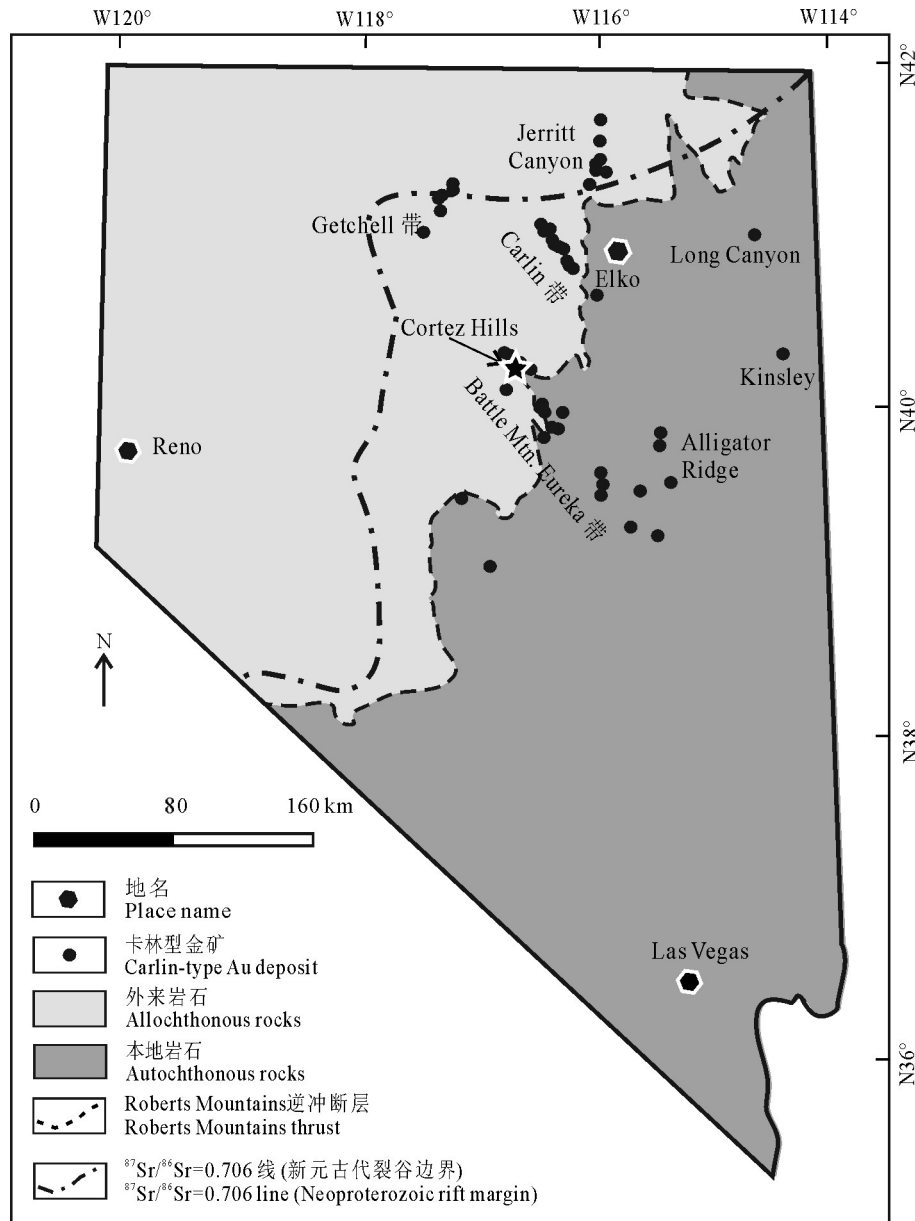 W120° W118° W116° W114°
N42°
Jerritt
Canyon
Getchell 带
Carlin 带
Elko
Long Canyon
Cortez Hills
Kinsley
N40°
Battle Mtn. Eureka 带
Reno
Alligator
Ridge
N
N38°
0 80 160 km
地名
Place name
卡林型金矿
Carlin-type Au deposit
外来岩石
Allochthonous rocks
本地岩石
Autochthonous rocks
Roberts Mountains逆冲断层
Roberts Mountains thrust
⁸⁷Sr/⁸⁶Sr=0.706 线 (新元古代裂谷边界)
⁸⁷Sr/⁸⁶Sr=0.706 line (Neoproterozoic rift margin)
Las Vegas
N36°